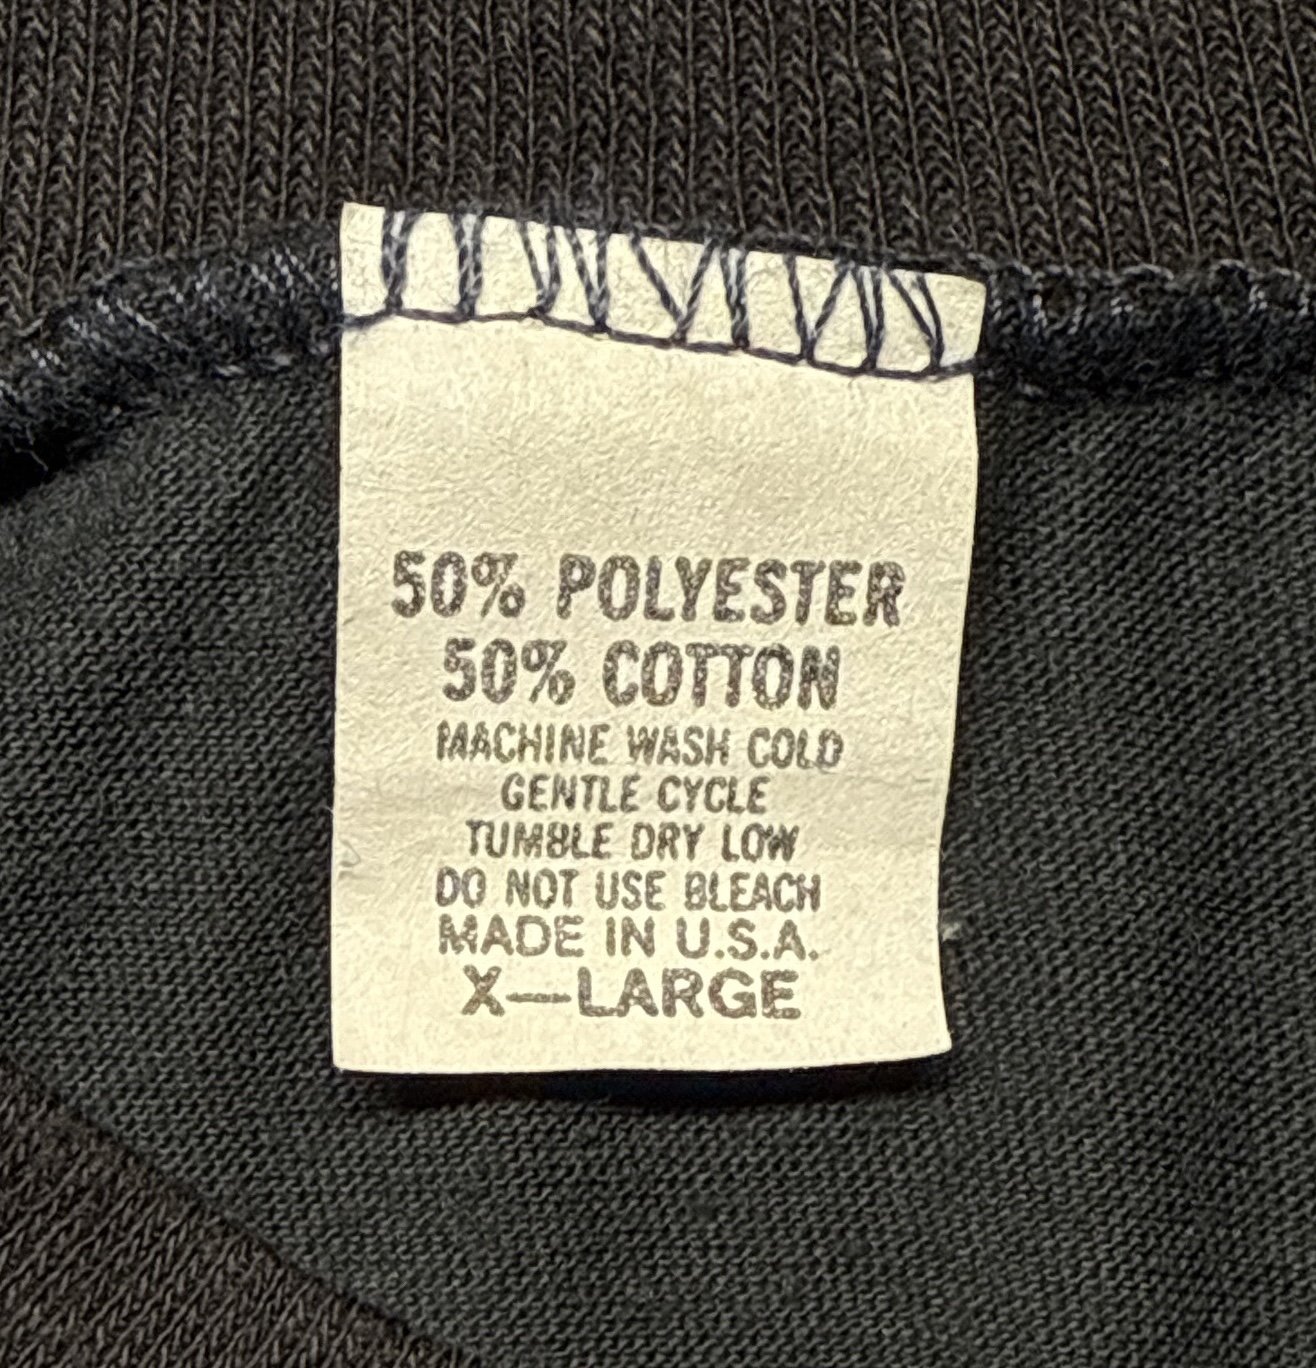 50% POLYESTER
50% COTTON
MACHINE WASH COLD
GENTLE CYCLE
TUMBLE DRY LOW
DO NOT USE BLEACH
MADE IN U.S.A.
X—LARGE